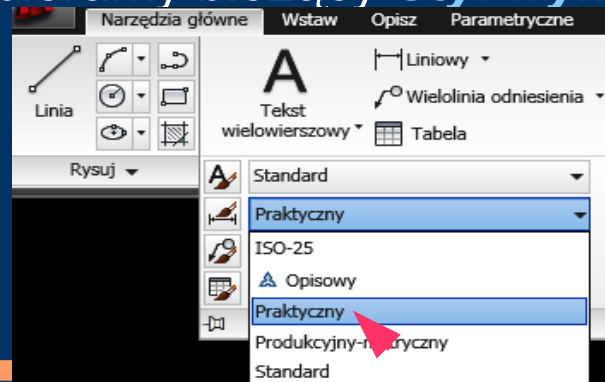 Narzędzia główne Wstaw Opisz Parametryczne
Linia
A
Tekst
wielowierszowy
Liniowy
Wielolinia odniesienia
Tabela
Rysuj
Standard
Praktyczny
ISO-25
Opisowy
Praktyczny
Standard